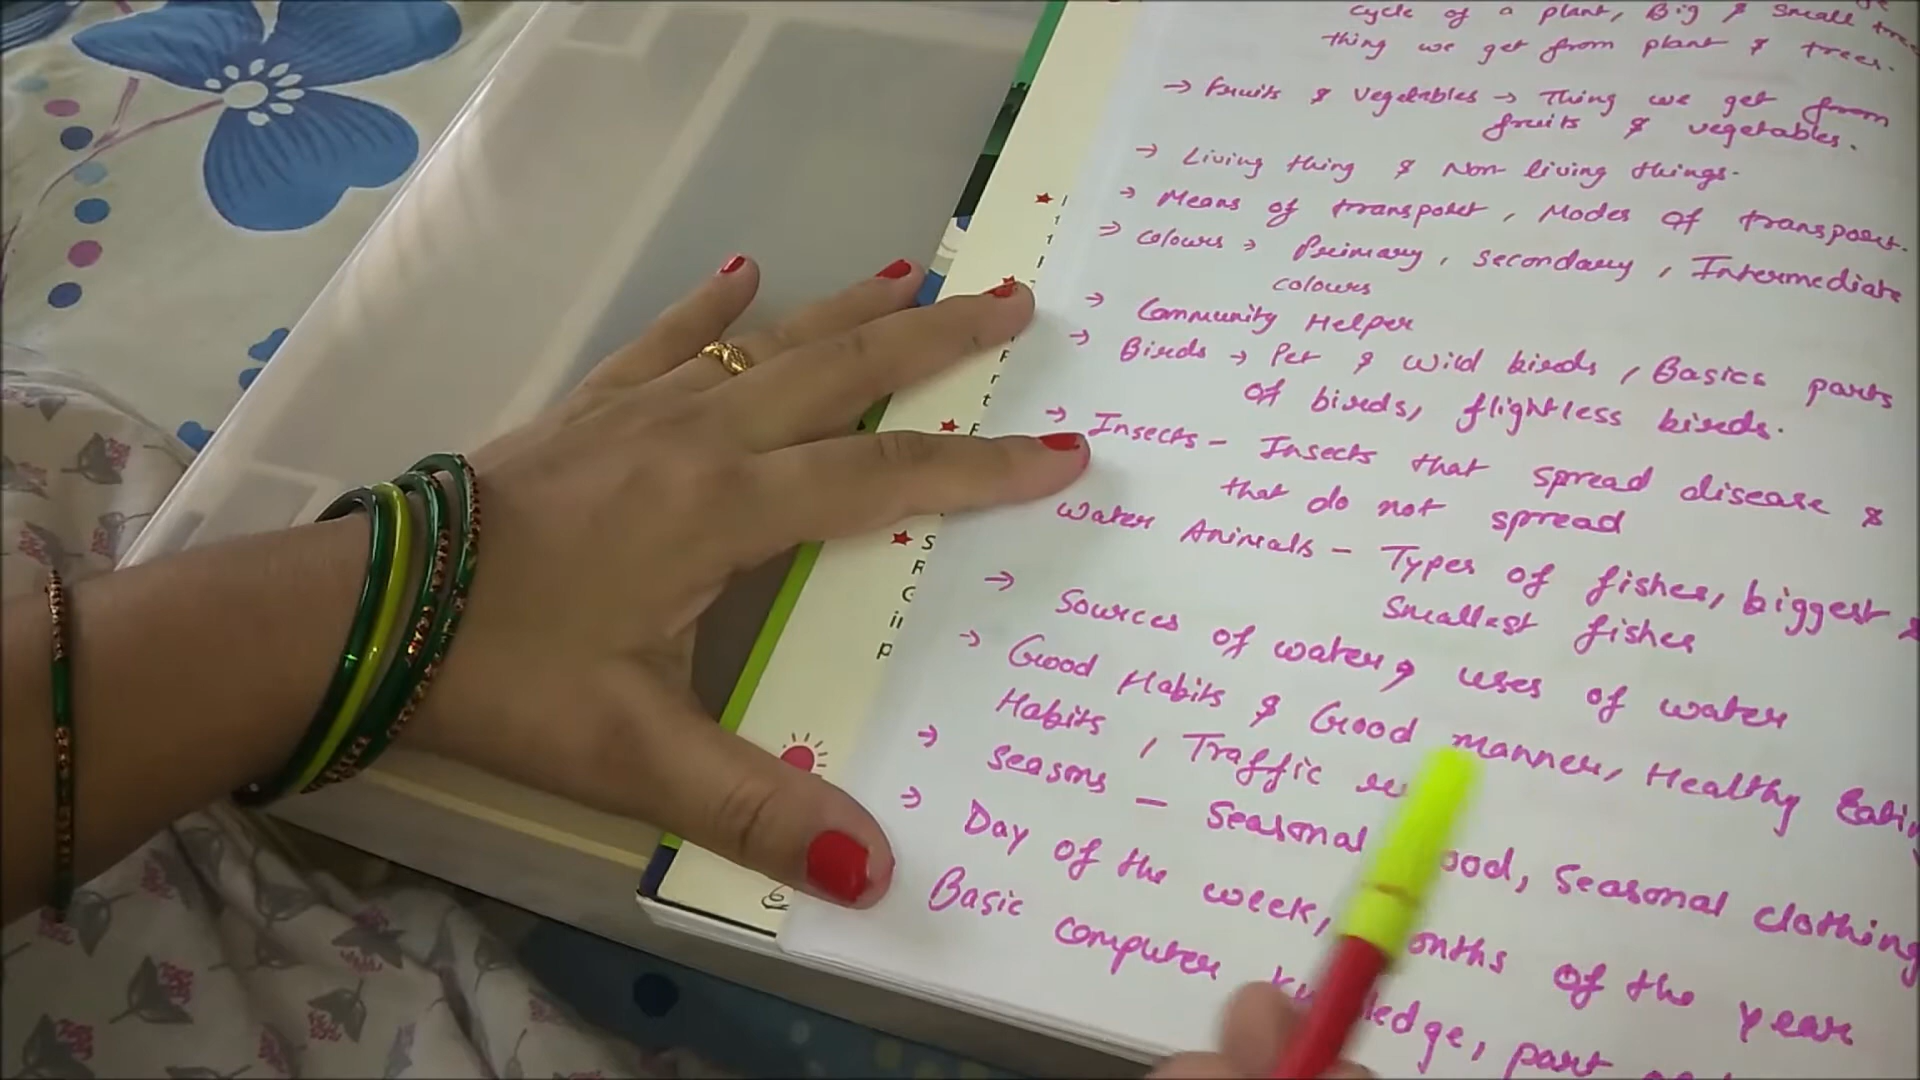 cycle of a plant, Big & small trees
thing we get from plant & trees.
→ Fruits & Vegetables → Thing we get from
fruits & vegetables.
→ Living thing & Non living things.
→ Means of transport, Modes of transport.
→ Colours → Primary, secondary, Intermediate
colours
→ Community Helper
→ Birds → Pet & Wild birds, Basics parts
of birds, flightless birds.
→ Insects - Insects that spread disease &
that do not spread
Water Animals - Types of fishes, biggest &
smallest fishes
→ Sources of water, uses of water
→ Good Habits & Good manner, Healthy
Habits, Traffic
→ Seasons - Seasonal food, Seasonal clothing
→ Day of the week, months of the year
Basic computer knowledge, part